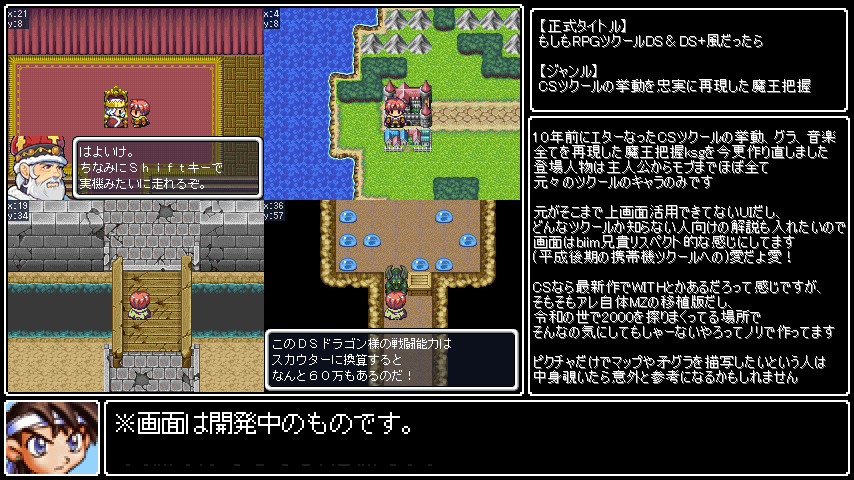 x:21
y:8
はよいけ。
ちなみにＳｈｉｆｔキーで
実機みたいに走れるぞ。
x:4
y:8
x:19
y:34
x:36
y:57
このＤＳドラゴン様の戦闘能力は
スカウターに換算すると
なんと６０万もあるのだ！
【正式タイトル】
もしもRPGツクールDS＆DS+風だったら
【ジャンル】
CSツクールの挙動を忠実に再現した魔王把握
10年前にエターなったCSツクールの挙動、グラ、音楽
全てを再現した魔王把握ksgを今更作り直しました
登場人物は主人公からモブまでほぼ全て
元々のツクールのキャラのみです
元がそこまで上画面活用できてないUIだし、
どんなツクールか知らない人向けの解説も入れたいので
画面はbiim兄貴リスペクト的な感じにしてます
(平成後期の携帯機ツクールへの)愛だよ愛！
CSなら最新作でWITHとかあるだろって感じですが、
そもそもアレ自体MZの移植版だし、
令和の世で2000を擦りまくってる場所で
そんなの気にしてもしゃーないやろってノリで作ってます
ピクチャだけでマップや矛グラを描写したいという人は
中身覗いたら意外と参考になるかもしれません
※画面は開発中のものです。